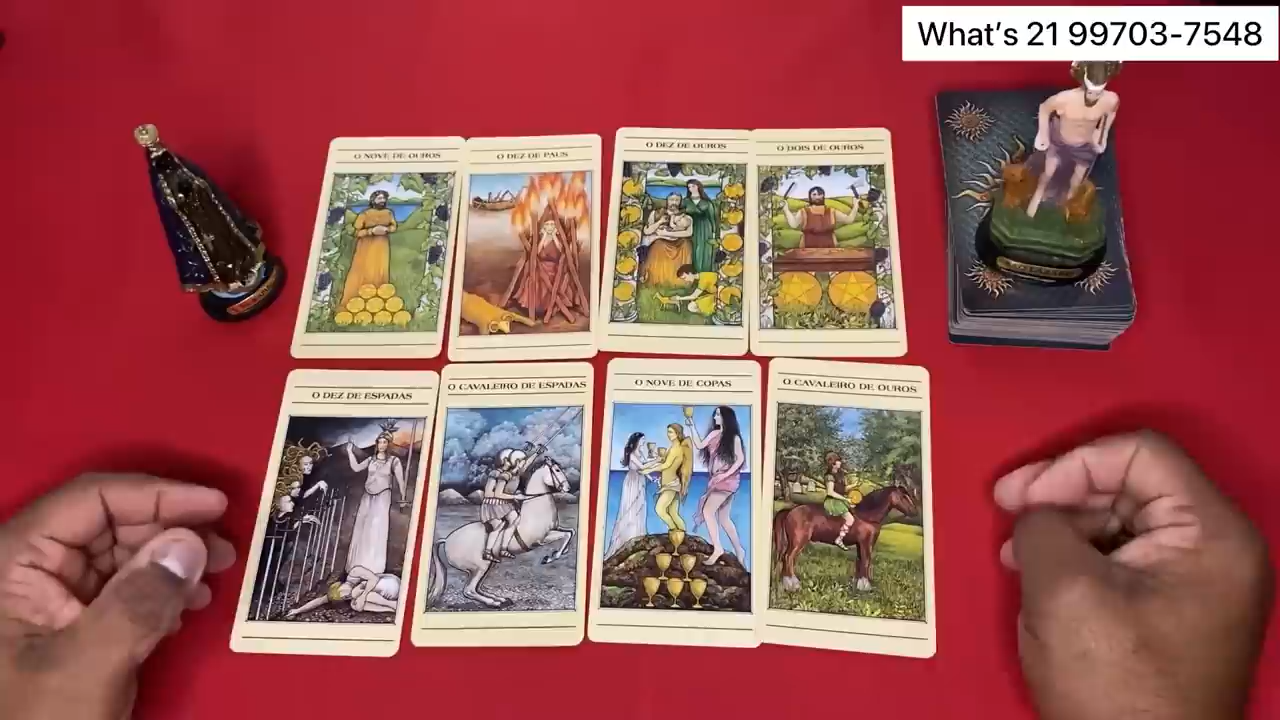 What's 21 99703-7548
O NOVE DE OUROS
O DEZ DE PAUS
O DEZ DE OUROS
O DOIS DE OUROS
O DEZ DE ESPADAS
O CAVALEIRO DE ESPADAS
O NOVE DE COPAS
O CAVALEIRO DE OUROS